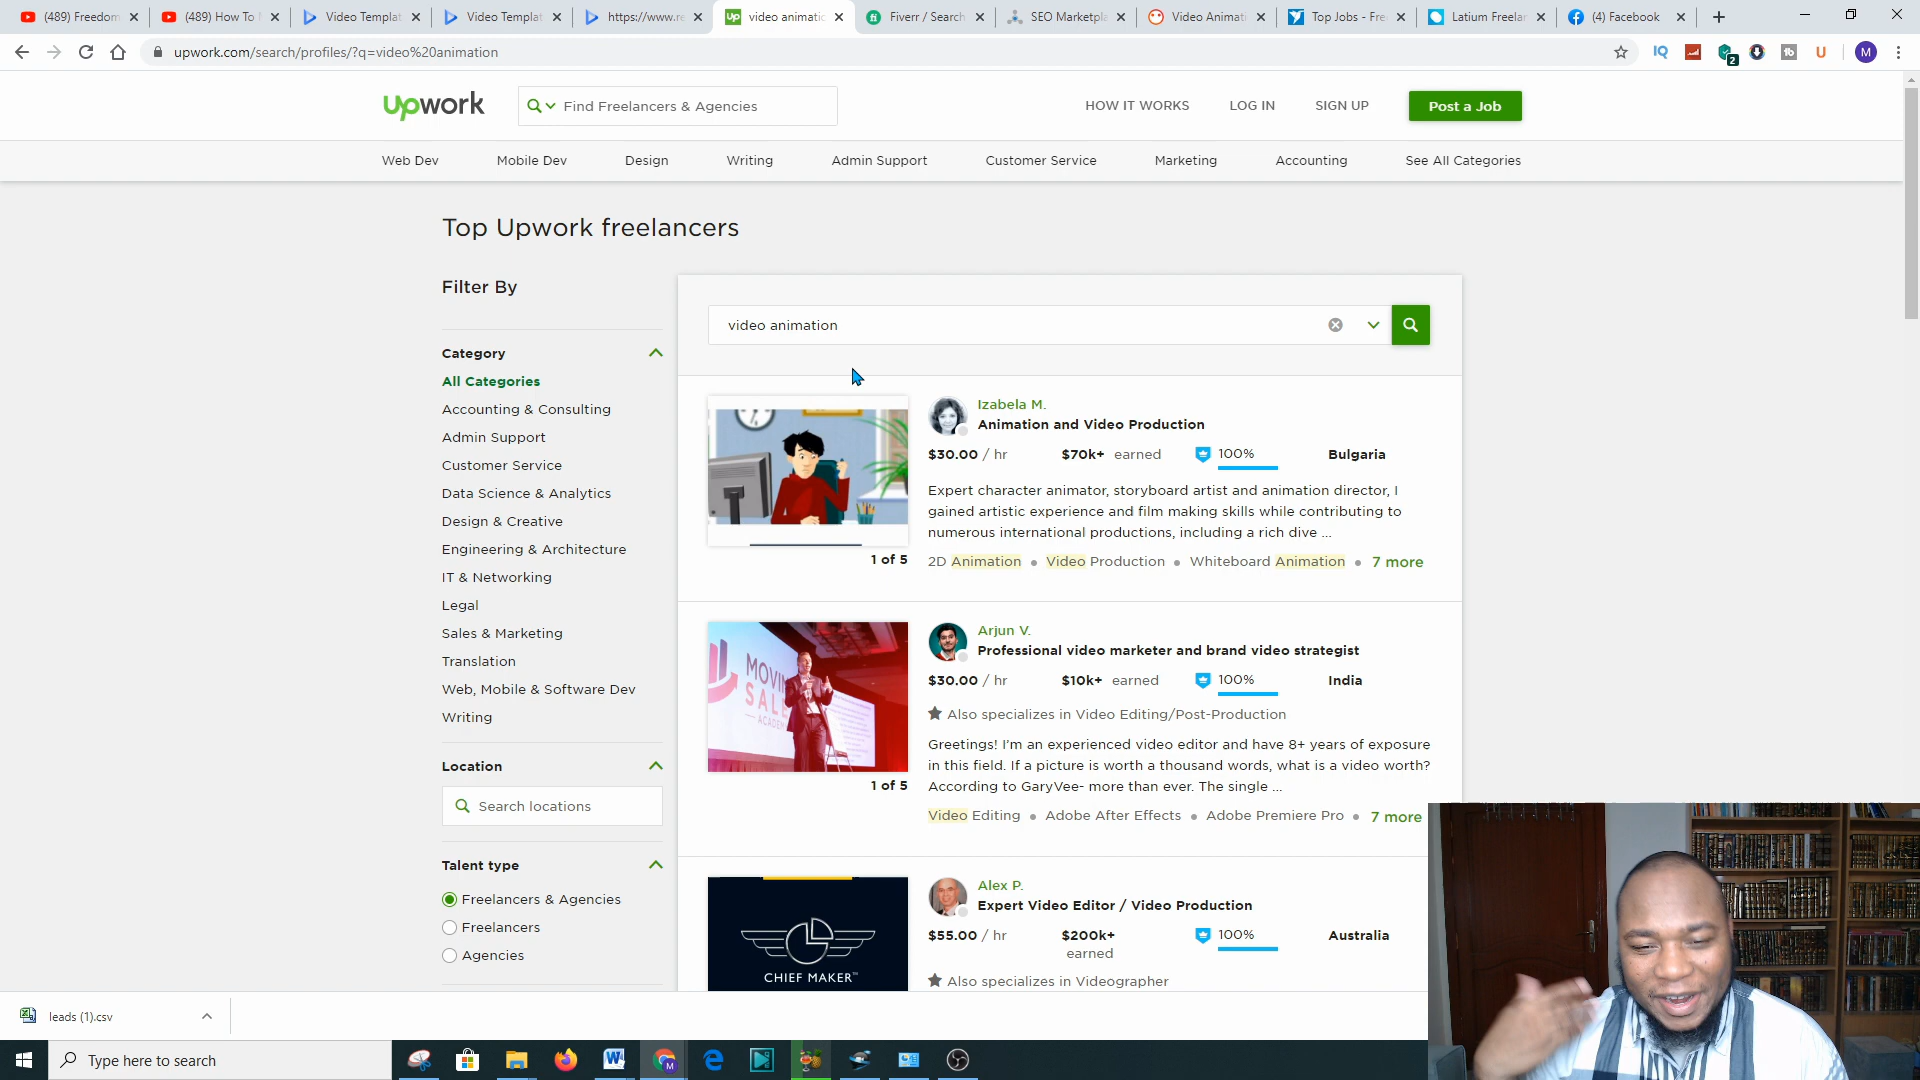 (489) Freedom
(489) How To
Video Templat
Video Templat
https://www.re
video animatic
Fiverr / Search
SEO Marketpla
Video Animati
Top Jobs - Fre
Latium Freelan
(4) Facebook
upwork.com/search/profiles/?q=video%20animation
IQ
2
M
upwork
Find Freelancers & Agencies
HOW IT WORKS
LOG IN
SIGN UP
Post a Job
Web Dev
Mobile Dev
Design
Writing
Admin Support
Customer Service
Marketing
Accounting
See All Categories
Top Upwork freelancers
Filter By
Category
All Categories
Accounting & Consulting
Admin Support
Customer Service
Data Science & Analytics
Design & Creative
Engineering & Architecture
IT & Networking
Legal
Sales & Marketing
Translation
Web, Mobile & Software Dev
Writing
Location
Search locations
Talent type
Freelancers & Agencies
Freelancers
Agencies
video animation
Izabela M.
Animation and Video Production
$30.00 / hr $70k+ earned 100% Bulgaria
Expert character animator, storyboard artist and animation director, I
gained artistic experience and film making skills while contributing to
numerous international productions, including a rich dive ...
1 of 5
2D Animation • Video Production • Whiteboard Animation • 7 more
MOVIN
SALE
ACADEM
Arjun V.
Professional video marketer and brand video strategist
$30.00 / hr $10k+ earned 100% India
Also specializes in Video Editing/Post-Production
Greetings! I'm an experienced video editor and have 8+ years of exposure
in this field. If a picture is worth a thousand words, what is a video worth?
According to GaryVee- more than ever. The single ...
1 of 5
Video Editing • Adobe After Effects • Adobe Premiere Pro • 7 more
CHIEF MAKER™
Alex P.
Expert Video Editor / Video Production
$55.00 / hr $200k+ earned 100% Australia
Also specializes in Videographer
leads (1).csv
Type here to search